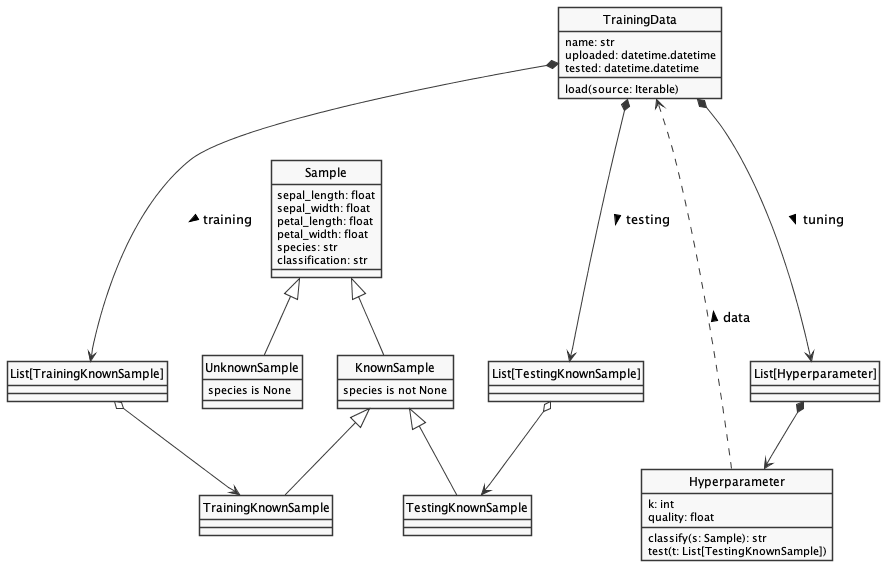 TrainingData
name: str
uploaded: datetime.datetime
tested: datetime.datetime
load(source: Iterable)
Sample
sepal_length: float
sepal_width: float
petal_length: float
petal_width: float
species: str
classification: str
training
testing
tuning
data
List[TrainingKnownSample]
UnknownSample
species is None
KnownSample
species is not None
List[TestingKnownSample]
List[Hyperparameter]
TrainingKnownSample
TestingKnownSample
Hyperparameter
k: int
quality: float
classify(s: Sample): str
test(t: List[TestingKnownSample])